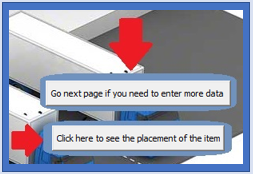 Go next page if you need to enter more data
Click here to see the placement of the item